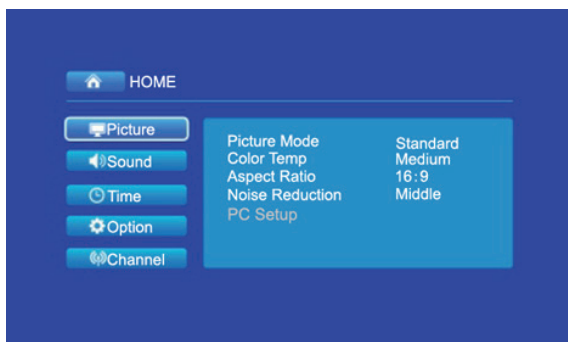 HOME
Picture
Sound
Time
Option
Channel
Picture Mode Standard
Color Temp Medium
Aspect Ratio 16:9
Noise Reduction Middle
PC Setup